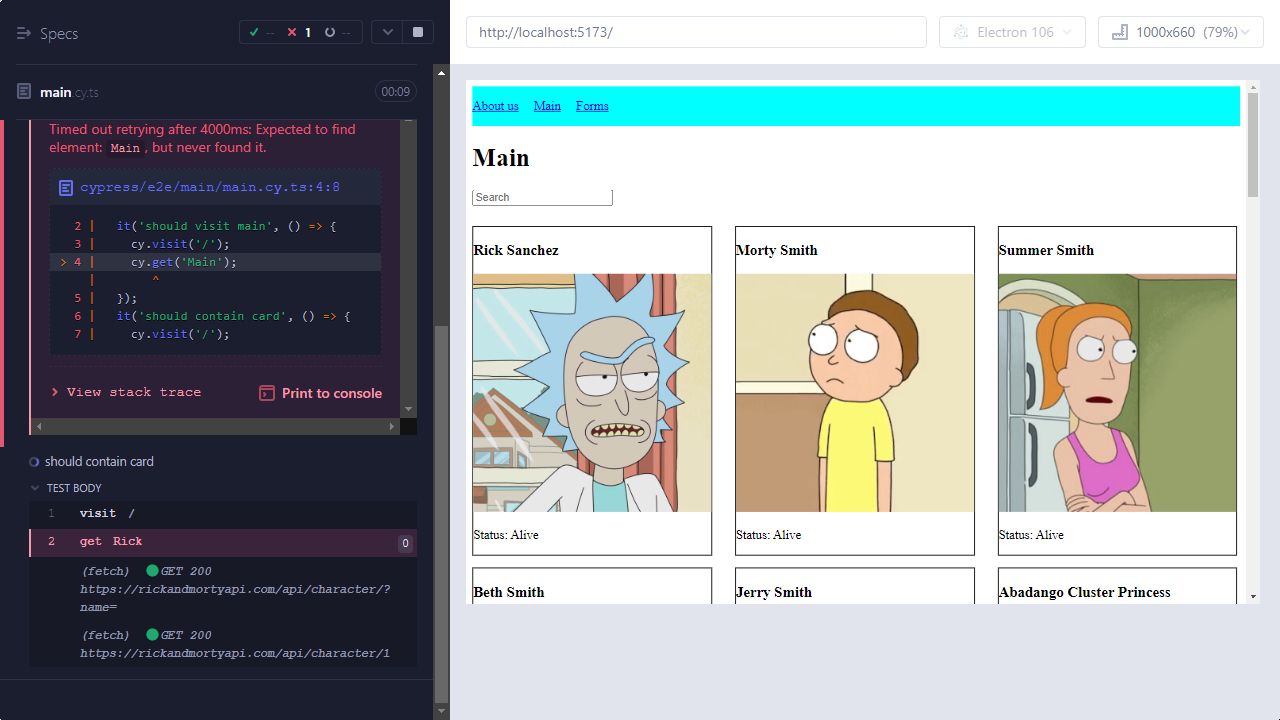 Specs
-- 1 --
main.cy.ts
00:09
Timed out retrying after 4000ms: Expected to find
element: Main, but never found it.
cypress/e2e/main/main.cy.ts:4:8
2 | it('should visit main', () => {
3 | cy.visit('/');
> 4 | cy.get('Main');
| ^
5 | });
6 | it('should contain card', () => {
7 | cy.visit('/');
> View stack trace
Print to console
should contain card
TEST BODY
1 visit /
2 get Rick 0
(fetch) GET 200
https://rickandmortyapi.com/api/character/?
name=
(fetch) GET 200
https://rickandmortyapi.com/api/character/1
http://localhost:5173/
Electron 106
1000x660 (79%)
About us Main Forms
Main
Search
Rick Sanchez
Morty Smith
Summer Smith
Status: Alive
Status: Alive
Status: Alive
Beth Smith
Jerry Smith
Abadango Cluster Princess